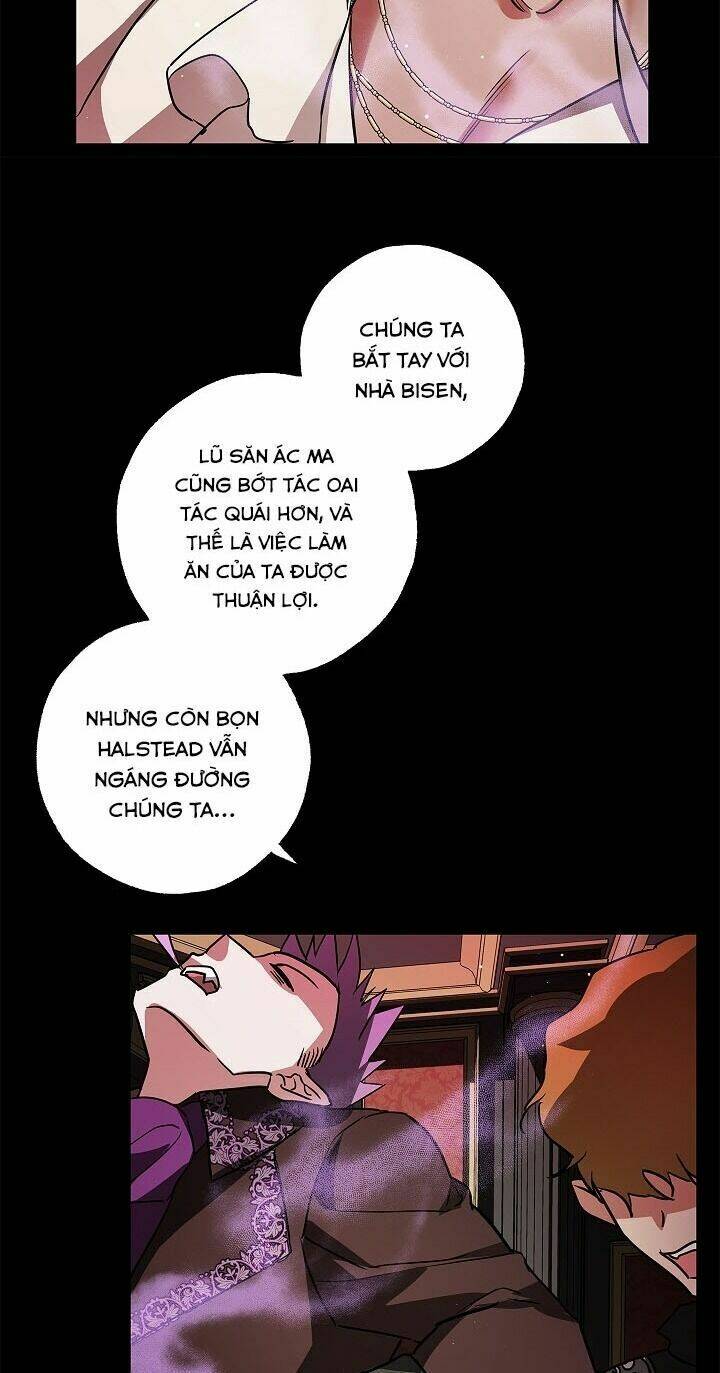 CHÚNG TA
BẮT TAY VỚI
NHÀ BISEN,
LŨ SĂN ÁC MA
CŨNG BỚT TÁC OAI
TÁC QUÁI HƠN, VÀ
THẾ LÀ VIỆC LÀM
ĂN CỦA TA ĐƯỢC
THUẬN LỢI.
NHƯNG CÒN BỌN
HALSTEAD VẪN
NGÁNG ĐƯỜNG
CHÚNG TA...